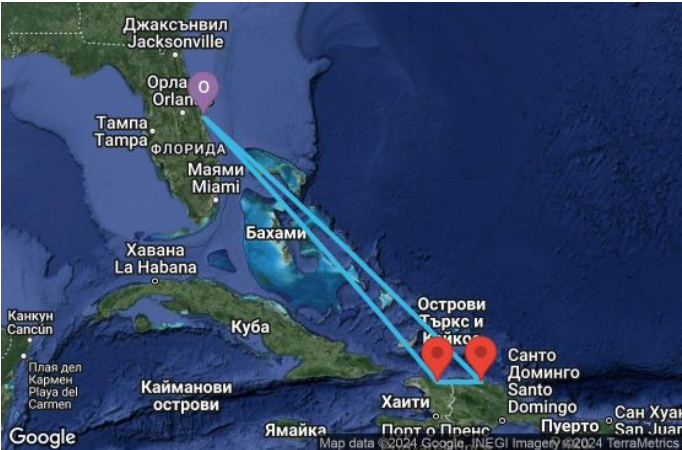 Джаксънвил
Jacksonville
Орла
Orlan
O
Тампа
Tampa
ФЛОРИДА
Маями
Miami
Бахами
Хавана
La Habana
Канкун
Cancún
Куба
Острови
Търкс и
Кайкос
Плая дел
Кармен
Playa del
Carmen
Кайманови
острови
Санто
Доминго
Santo
Domingo
Хаити
Порт о Пренс
Ямайка
Пуерто
Сан Хуан
San Juan
Google
Map data ©2024 Google, INEGI Imagery ©2024 TerraMetrics